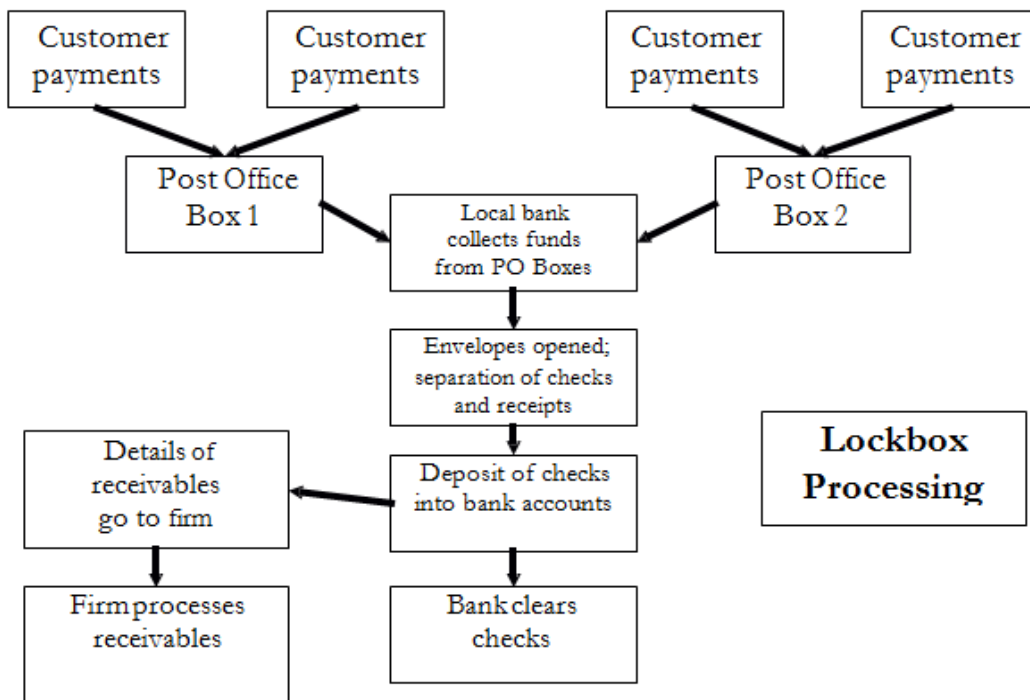 Customer
payments
Customer
payments
Customer
payments
Customer
payments
Post Office
Box 1
Post Office
Box 2
Local bank
collects funds
from PO Boxes
Envelopes opened;
separation of checks
and receipts
Lockbox
Processing
Details of
receivables
go to firm
Deposit of checks
into bank accounts
Firm processes
receivables
Bank clears
checks